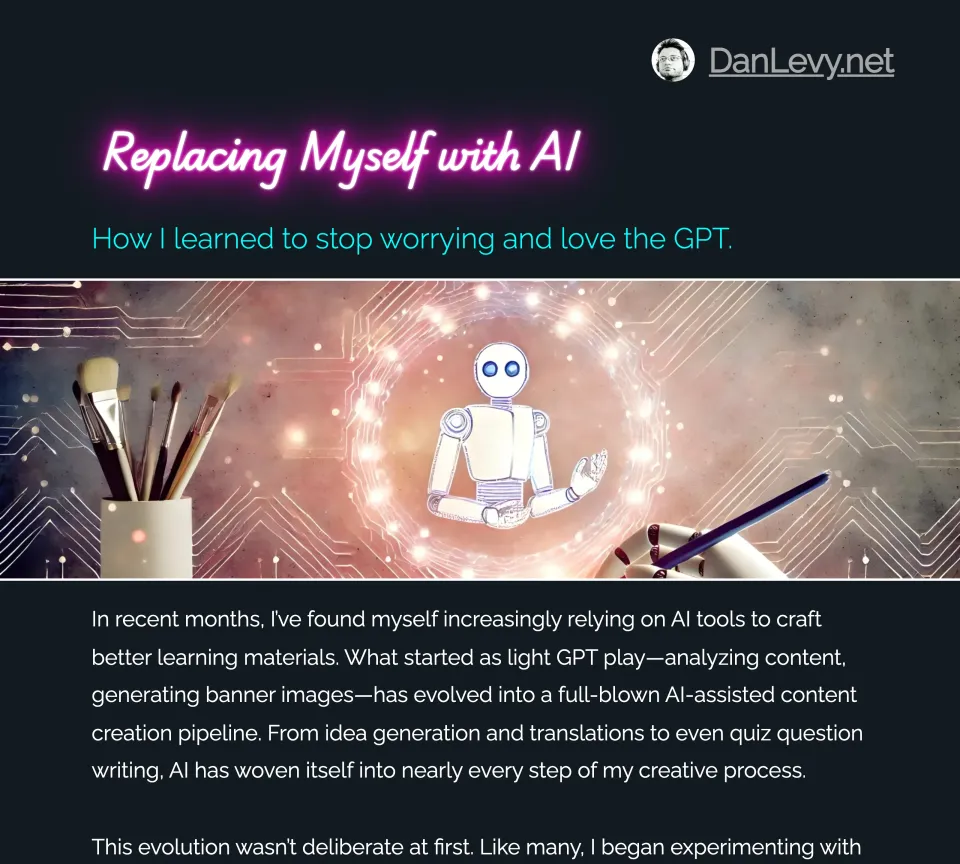 DanLevy.net
Replacing Myself with AI
How I learned to stop worrying and love the GPT.
In recent months, I’ve found myself increasingly relying on AI tools to craft
better learning materials. What started as light GPT play—analyzing content,
generating banner images—has evolved into a full-blown AI-assisted content
creation pipeline. From idea generation and translations to even quiz question
writing, AI has woven itself into nearly every step of my creative process.
This evolution wasn’t deliberate at first. Like many, I began experimenting with